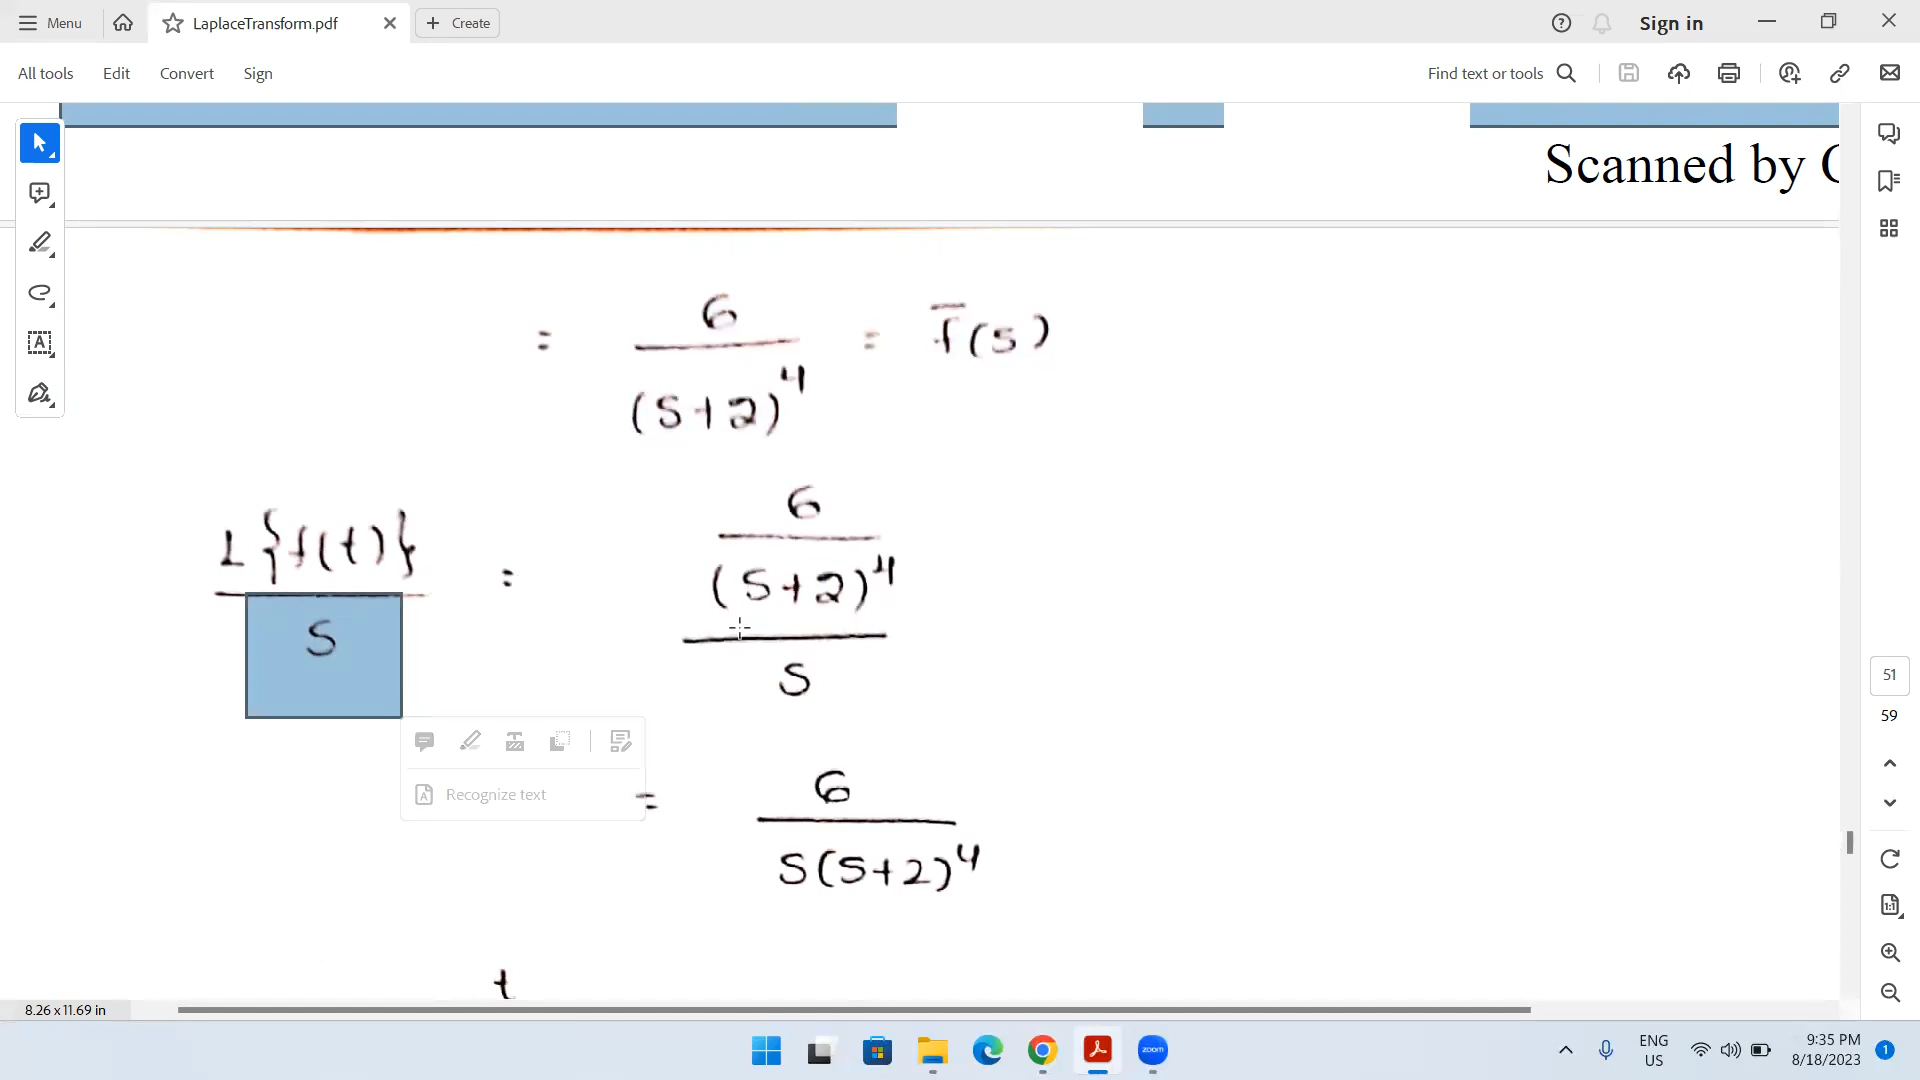 Menu LaplaceTransform.pdf Create Sign in
All tools Edit Convert Sign Find text or tools
Scanned by
= 6/(s+2)^4 = f̅(s)
L{f(t)}/s = (6/(s+2)^4)/s
Recognize text
= 6/(s(s+2)^4)
t
51
59
8.26 x 11.69 in
zoom
ENG
US
9:35 PM
8/18/2023
1